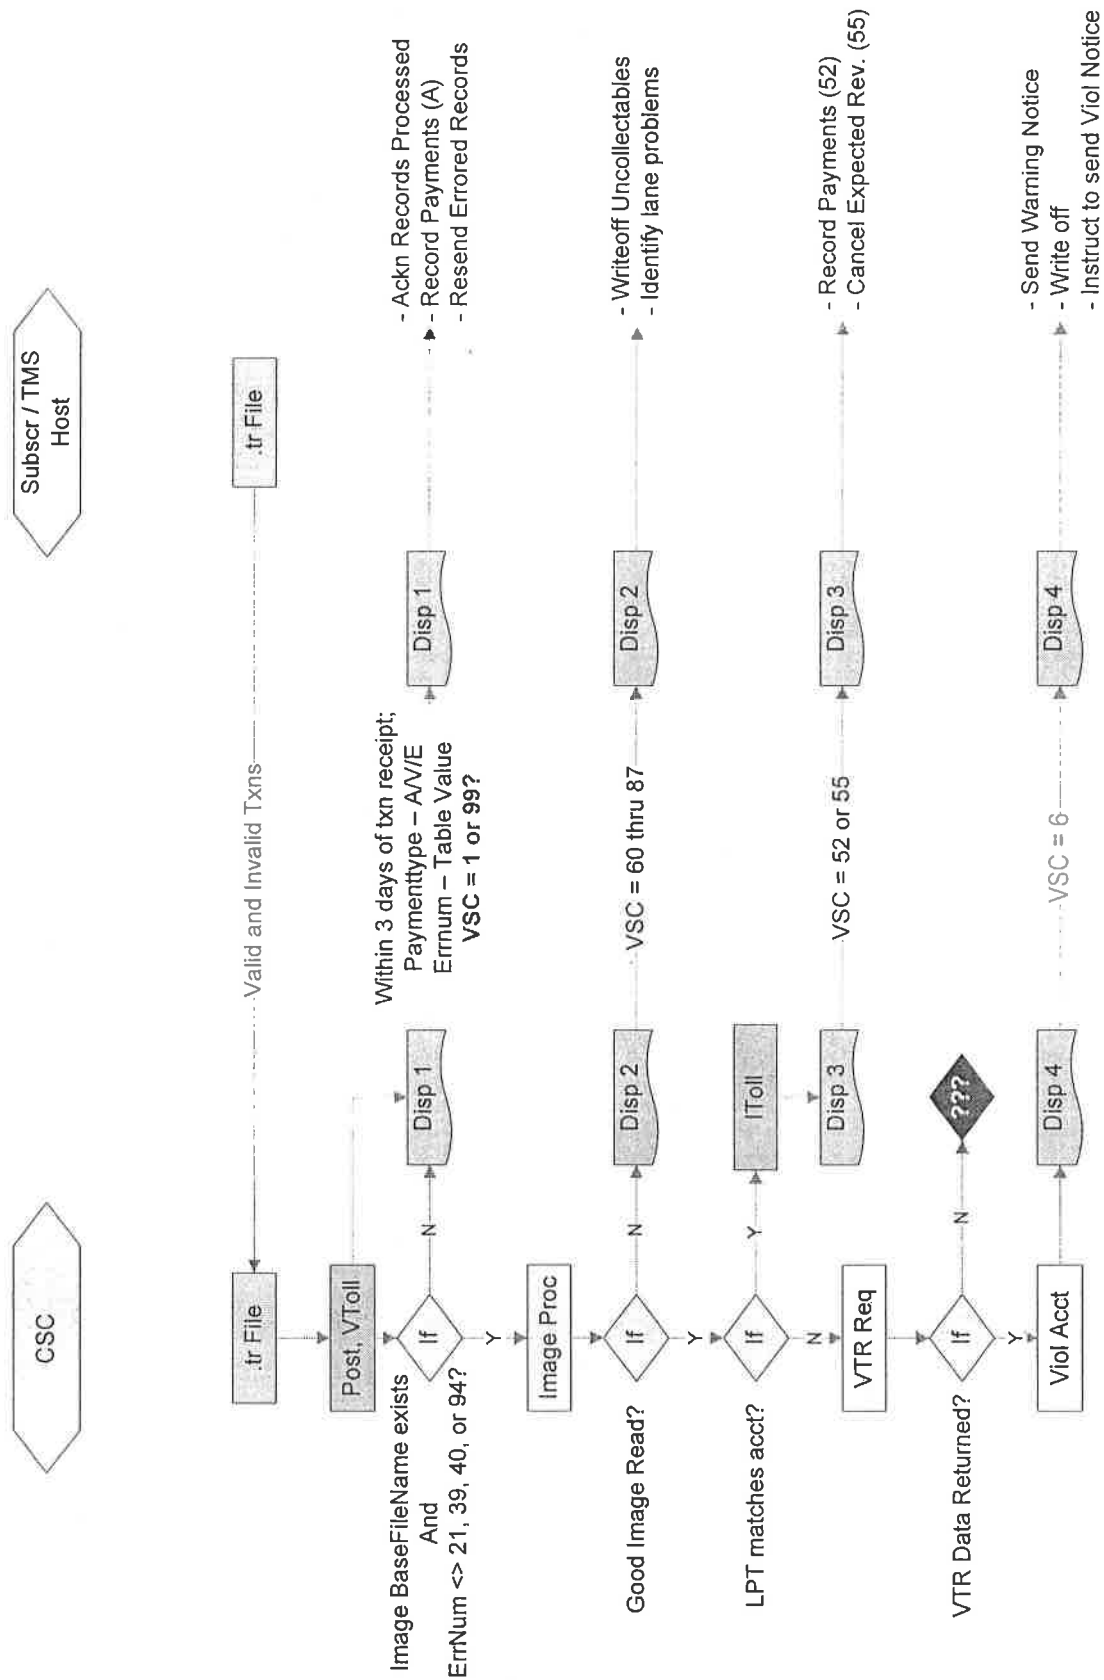 CSC
Subscr / TMS
Host
.tr File
Valid and Invalid Txns
.tr File
Post, VToll
Image BaseFileName exists
And
ErrNum <> 21, 39, 40, or 94?
If
N
Disp 1
Within 3 days of txn receipt;
Paymenttype – A/V/E
Errnum – Table Value
VSC = 1 or 99?
Disp 1
- Ackn Records Processed
- Record Payments (A)
- Resend Errored Records
Y
Image Proc
Good Image Read?
If
N
Disp 2
VSC = 60 thru 87
Disp 2
- Writeoff Uncollectables
- Identify lane problems
Y
LPT matches acct?
If
Y
IToll
Disp 3
VSC = 52 or 55
Disp 3
- Record Payments (52)
- Cancel Expected Rev. (55)
N
VTR Req
VTR Data Returned?
If
N
???
Y
Viol Acct
Disp 4
VSC = 6
Disp 4
- Send Warning Notice
- Write off
- Instruct to send Viol Notice